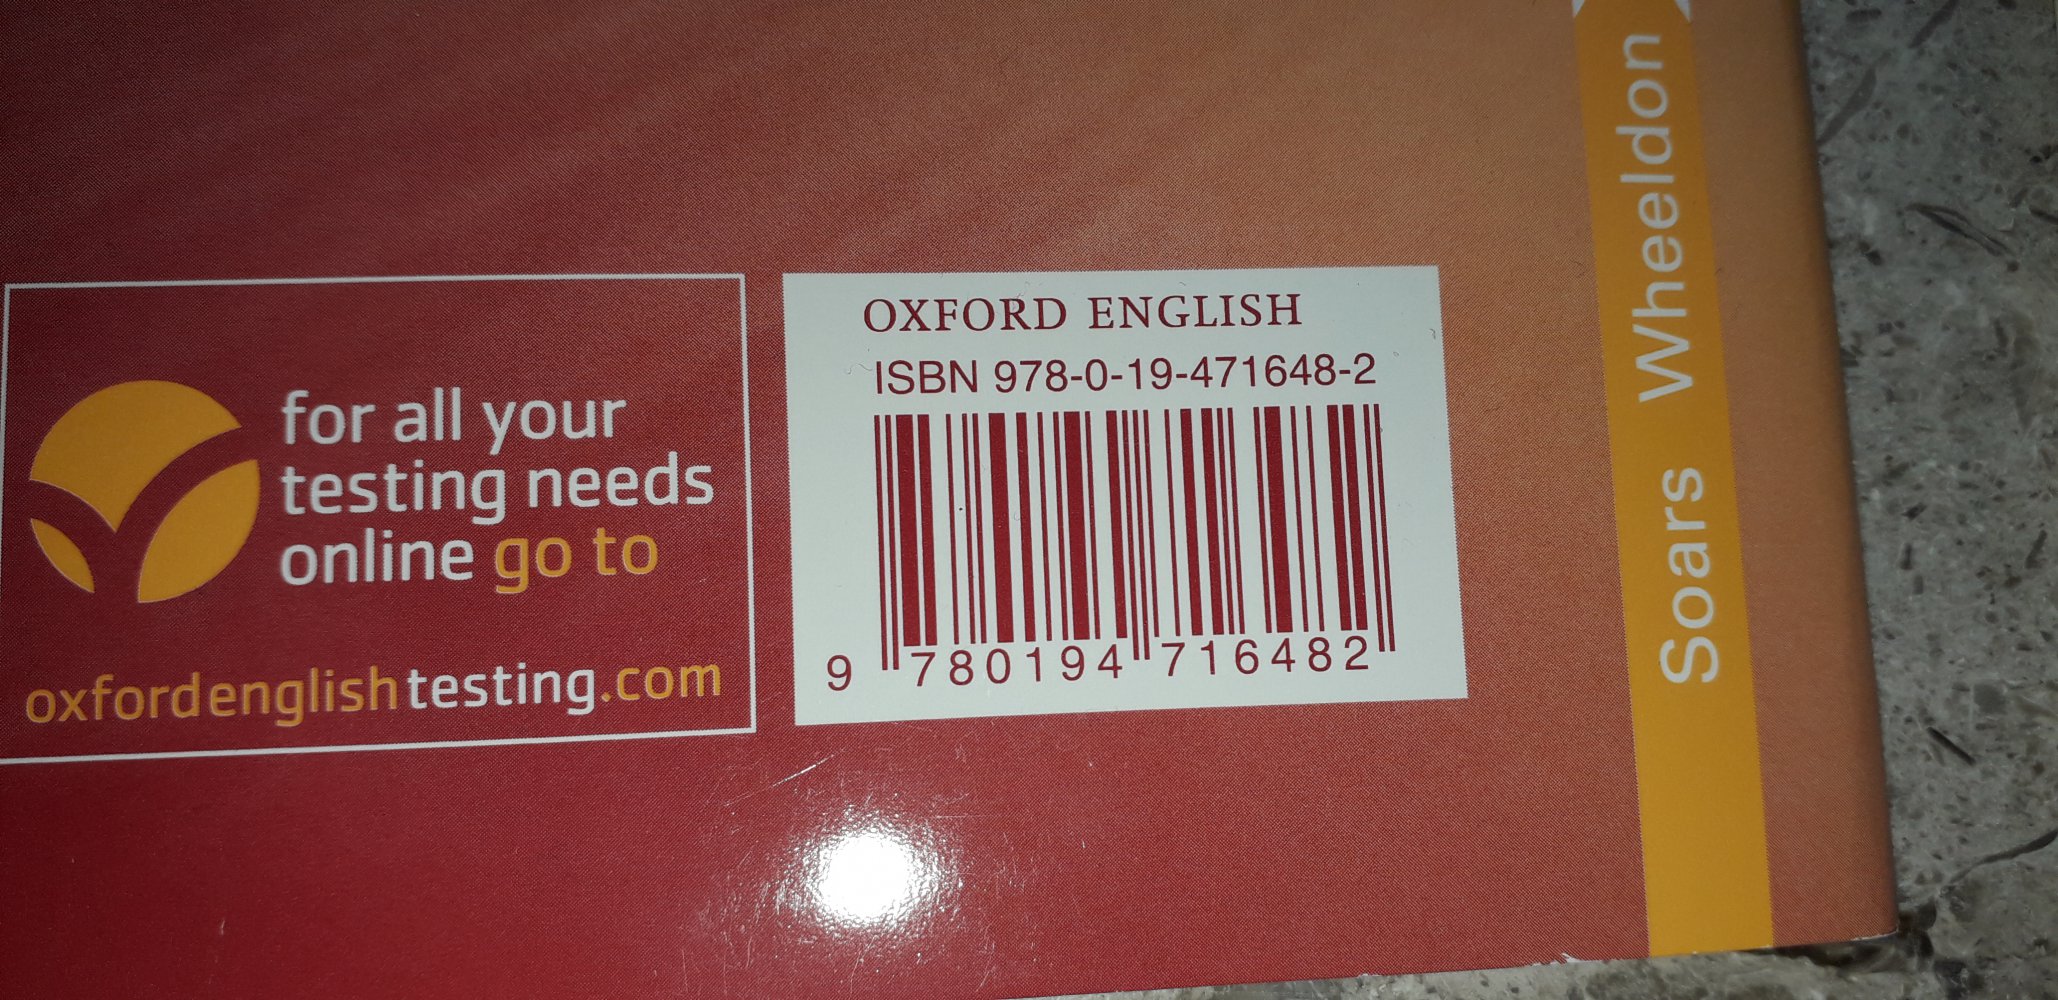 for all your
testing needs
online go to
oxfordenglishtesting.com
OXFORD ENGLISH
ISBN 978-0-19-471648-2
9 780194 716482
Soars Wheeldon